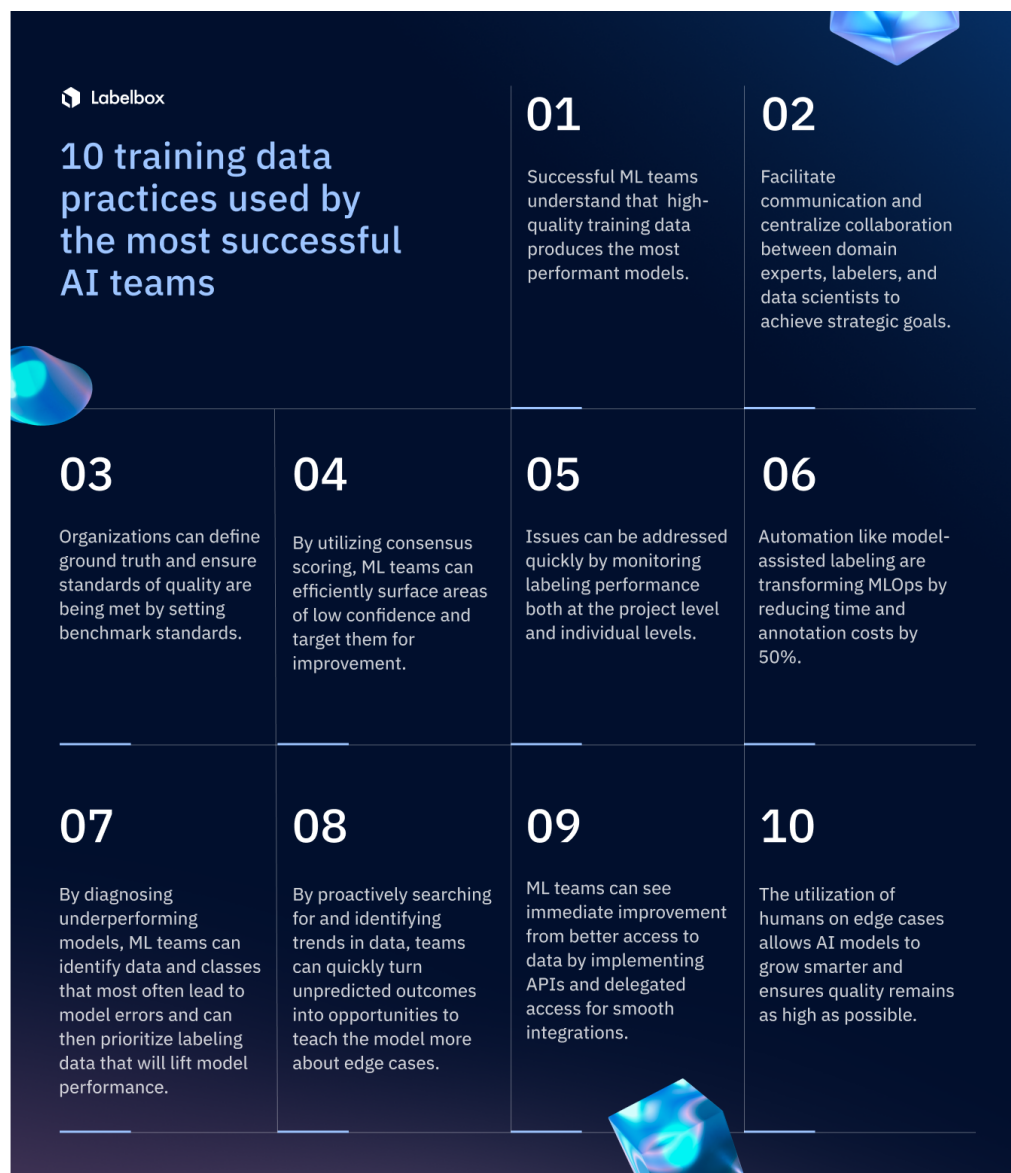 Labelbox
10 training data
practices used by
the most successful
AI teams
01
Successful ML teams
understand that high-
quality training data
produces the most
performant models.
02
Facilitate
communication and
centralize collaboration
between domain
experts, labelers, and
data scientists to
achieve strategic goals.
03
Organizations can define
ground truth and ensure
standards of quality are
being met by setting
benchmark standards.
04
By utilizing consensus
scoring, ML teams can
efficiently surface areas
of low confidence and
target them for
improvement.
05
Issues can be addressed
quickly by monitoring
labeling performance
both at the project level
and individual levels.
06
Automation like model-
assisted labeling are
transforming MLOps by
reducing time and
annotation costs by
50%.
07
By diagnosing
underperforming
models, ML teams can
identify data and classes
that most often lead to
model errors and can
then prioritize labeling
data that will lift model
performance.
08
By proactively searching
for and identifying
trends in data, teams
can quickly turn
unpredicted outcomes
into opportunities to
teach the model more
about edge cases.
09
ML teams can see
immediate improvement
from better access to
data by implementing
APIs and delegated
access for smooth
integrations.
10
The utilization of
humans on edge cases
allows AI models to
grow smarter and
ensures quality remains
as high as possible.